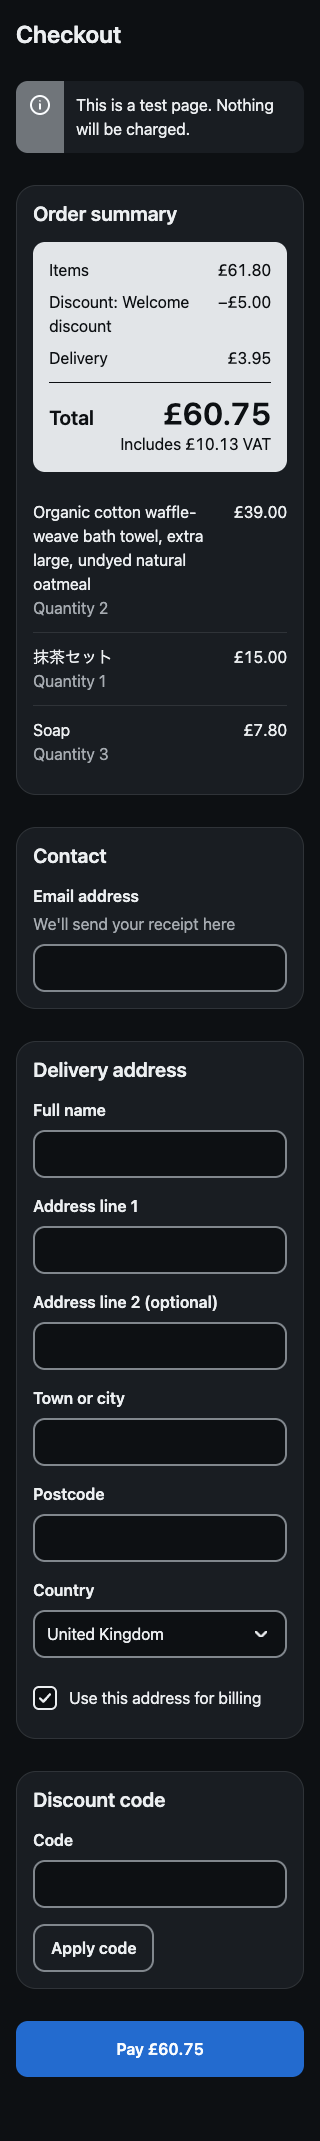 Checkout
This is a test page. Nothing
will be charged.
Order summary
Items £61.80
Discount: Welcome −£5.00
discount
Delivery £3.95
Total £60.75
Includes £10.13 VAT
Organic cotton waffle- £39.00
weave bath towel, extra
large, undyed natural
oatmeal
Quantity 2
抹茶セット £15.00
Quantity 1
Soap £7.80
Quantity 3
Contact
Email address
We'll send your receipt here
Delivery address
Full name
Address line 1
Address line 2 (optional)
Town or city
Postcode
Country
United Kingdom
Use this address for billing
Discount code
Code
Apply code
Pay £60.75